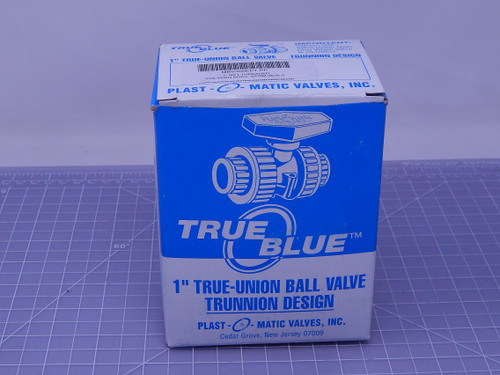 TRUE
BLUE
1" TRUE-UNION BALL VALVE TRUNNION DESIGN
PLAST-O-MATIC VALVES, INC.
TRUE
BLUE™
1" TRUE-UNION BALL VALVE
TRUNNION DESIGN
PLAST-O-MATIC VALVES, INC.
Cedar Grove, New Jersey 07009